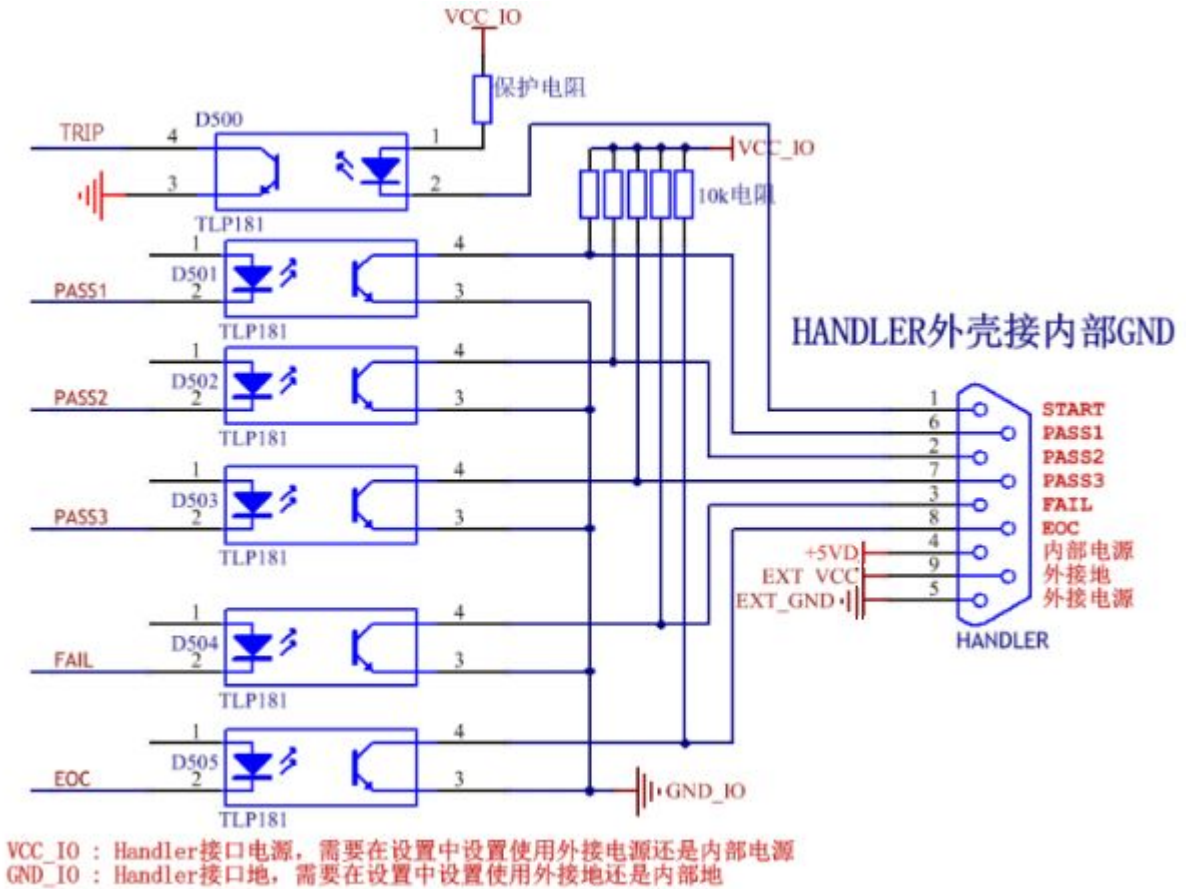 VCC_IO
保护电阻
D500
TRIP
4
1
VCC_IO
3
2
10k电阻
TLP181
1
4
D501
PASS1
2
3
TLP181
HANDLER外壳接内部GND
1
4
D502
PASS2
2
3
TLP181
1
START
6
PASS1
2
PASS2
7
PASS3
3
FAIL
8
EOC
+5VD
4
内部电源
EXT_VCC
9
外接地
EXT_GND
5
外接电源
HANDLER
1
4
D503
PASS3
2
3
TLP181
1
4
D504
FAIL
2
3
TLP181
1
4
D505
EOC
2
3
GND_IO
TLP181
VCC_IO : Handler接口电源，需要在设置中设置使用外接电源还是内部电源
GND_IO : Handler接口地，需要在设置中设置使用外接地还是内部地